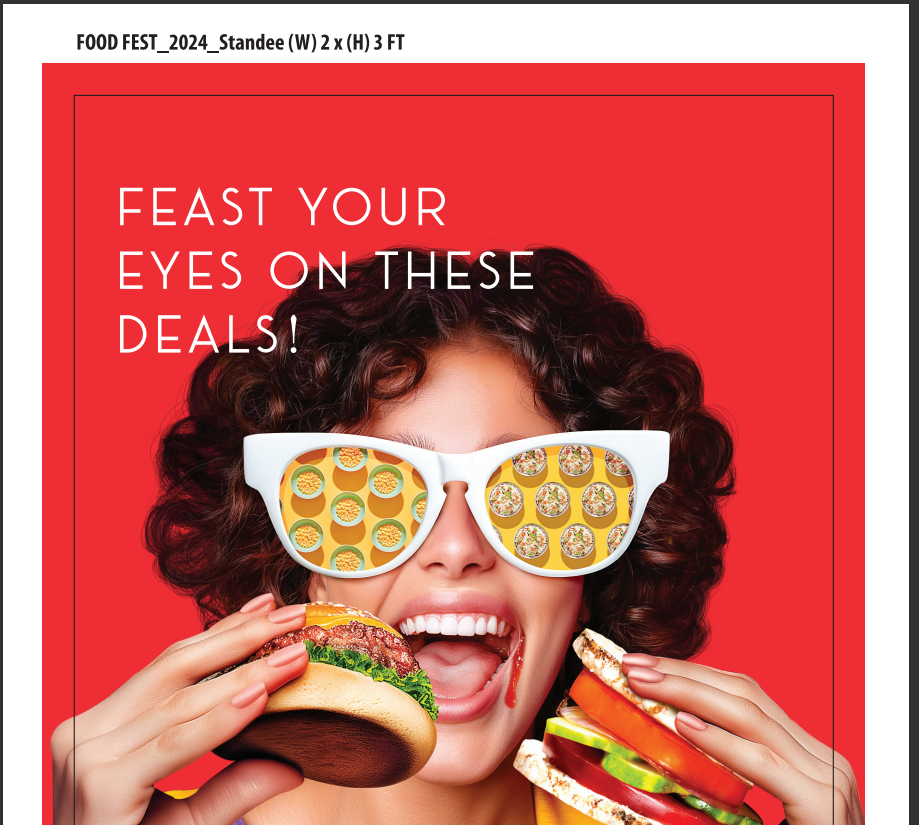 FOOD FEST_2024_Standee (W) 2 x (H) 3 FT
FEAST YOUR
EYES ON THESE
DEALS!